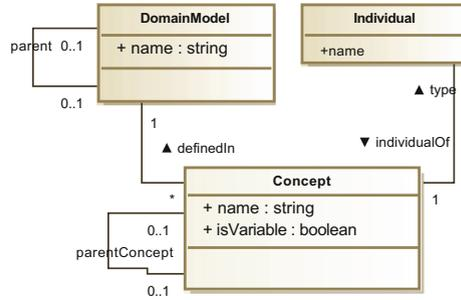 DomainModel
+ name : string
parent 0..1
0..1
Individual
+name
1
▲ definedIn
*
▲ type
▼ individualOf
1
Concept
+ name : string
+ isVariable : boolean
0..1
parentConcept
0..1